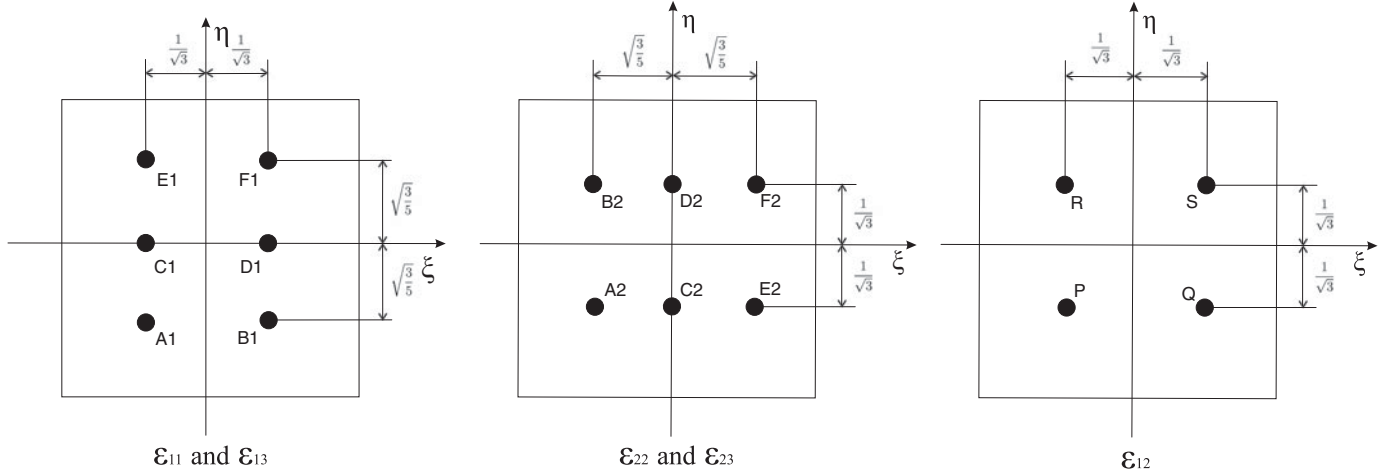 η
1/√3 1/√3
E1 F1
√3/5
C1 D1
ξ
√3/5
A1 B1
ε11 and ε13
η
√3/5 √3/5
B2 D2 F2
1/√3
ξ
1/√3
A2 C2 E2
ε22 and ε23
η
1/√3 1/√3
R S
1/√3
ξ
1/√3
P Q
ε12